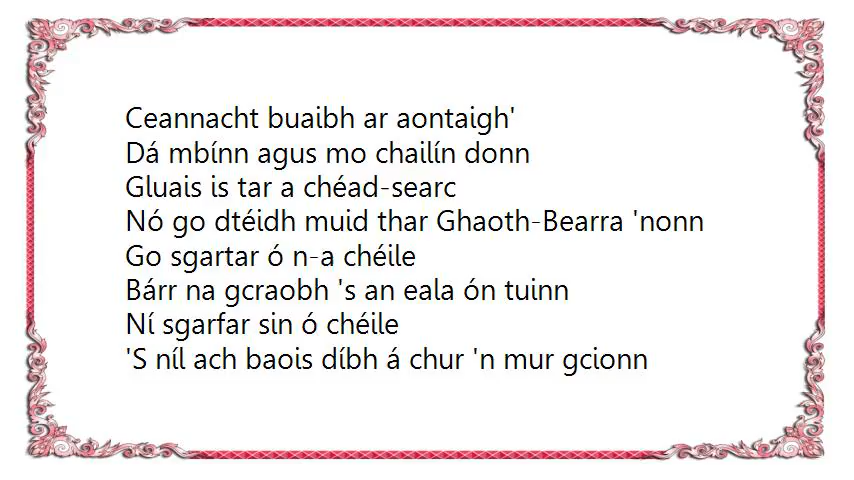 Ceannacht buaibh ar aontaigh'
Dá mbínn agus mo chailín donn
Gluais is tar a chéad-searc
Nó go dtéidh muid thar Ghaoth-Bearra 'nonn
Go sgartar ó n-a chéile
Bárr na gcraobh 's an eala ón tuinn
Ní sgarfar sin ó chéile
'S níl ach baois díbh á chur 'n mur gcionn